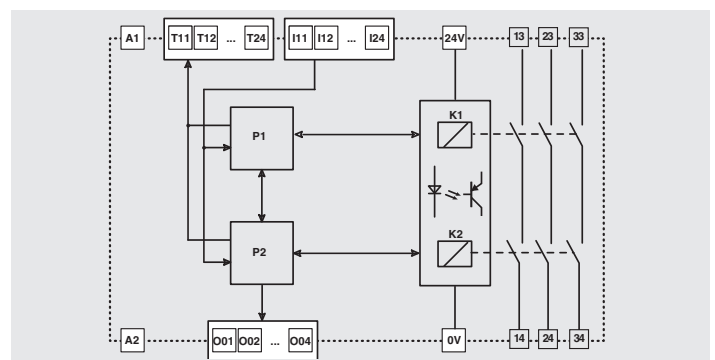 A1 T11 T12 ... T24 I11 I12 ... I24 24V 13 23 33
K1
P1
K2
P2
A2 O01 O02 ... O04 0V 14 24 34